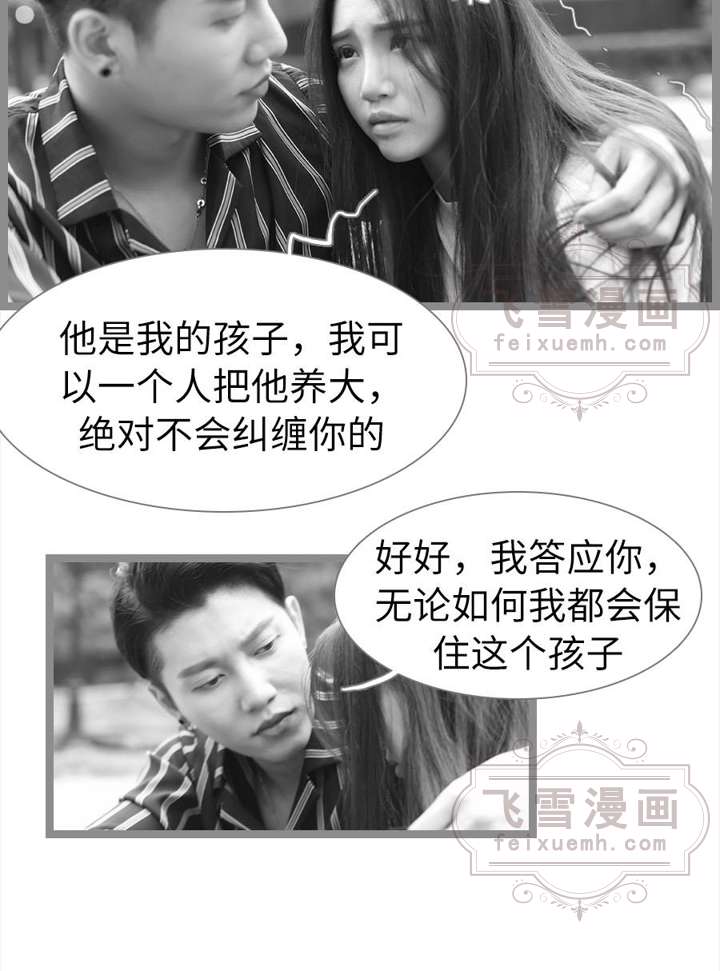 飞雪漫画
feixuemh.com
他是我的孩子，我可
以一个人把他养大，
绝对不会纠缠你的
好好，我答应你，
无论如何我都会保
住这个孩子
飞雪漫画
feixuemh.com